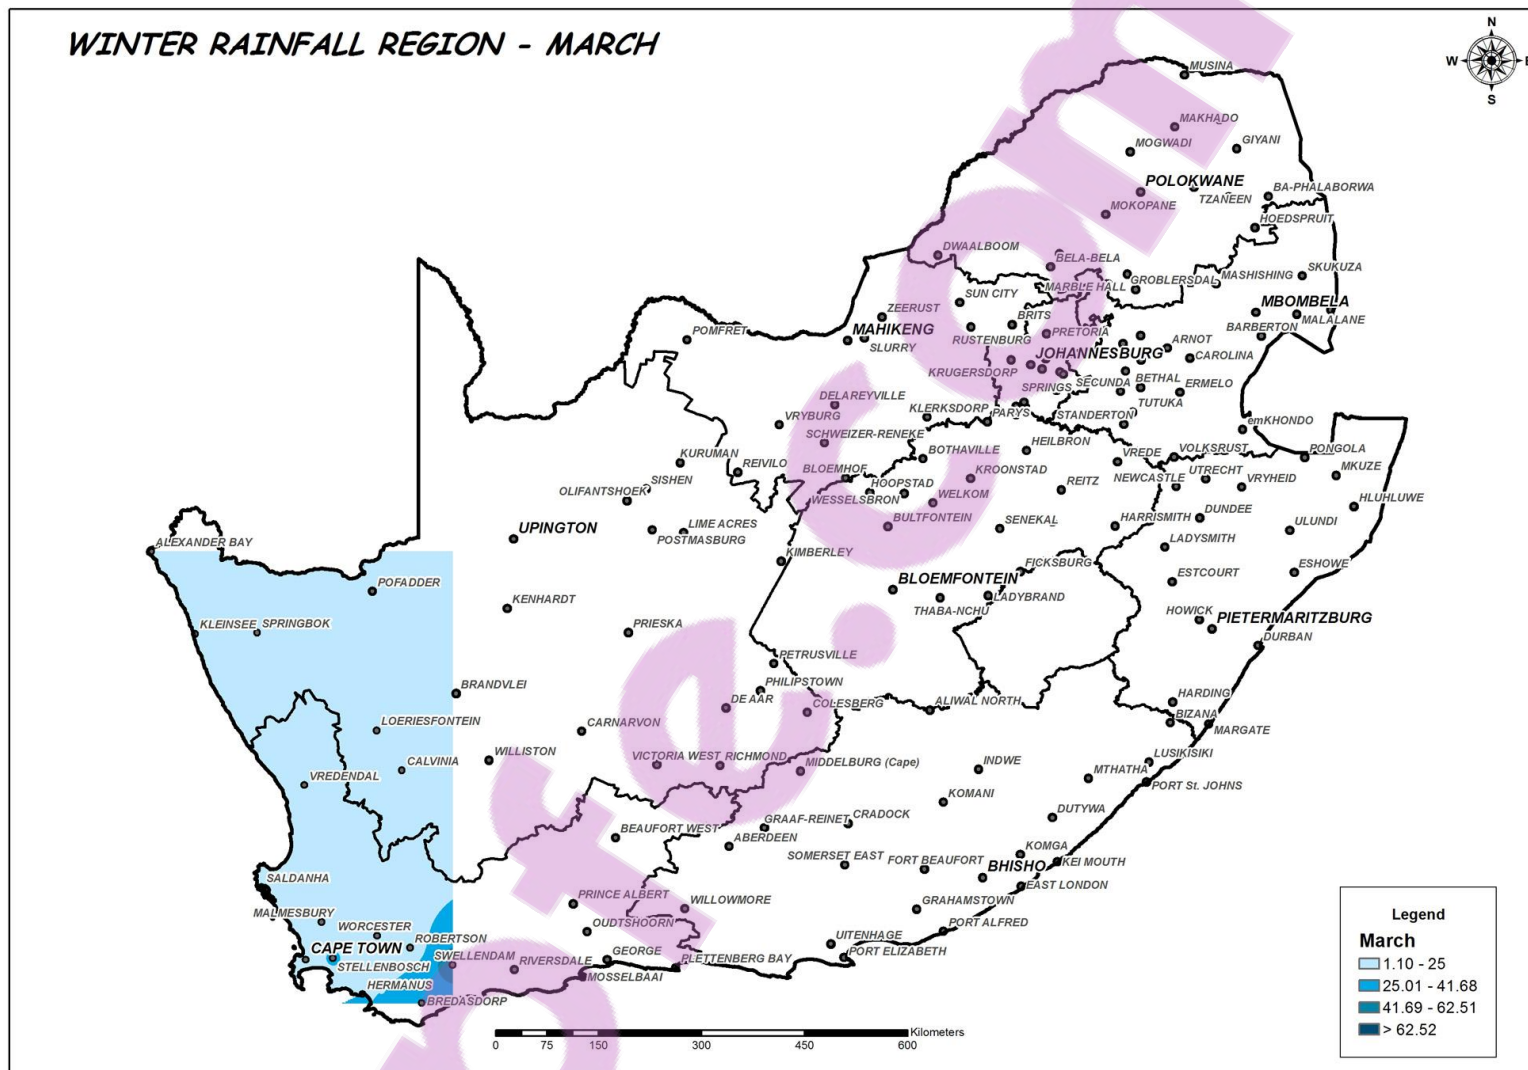 WINTER RAINFALL REGION - MARCH
N
W E
S
MUSINA
MAKHADO
MOGWADI
GIYANI
POLOKWANE
TZANEEN
BA-PHALABORWA
MOKOPANE
HOEDSPRUIT
DWAALBOOM
BELA-BELA
MARBLE HALL
GROBLERSDAL
MASHISHING
SKUKUZA
SUN CITY
ZEERUST
BRITS
MBOMBELA
MALALANE
POMFRET
MAHIKENG
SLURRY
RUSTENBURG
PRETORIA
BARBERTON
ARNOT
JOHANNESBURG
CAROLINA
KRUGERSDORP
SPRINGS
SECUNDA
BETHAL
ERMELO
DELAREYVILLE
TUTUKA
VRYBURG
KLERKSDORP
PARYS
STANDERTON
emKHONDO
SCHWEIZER-RENEKE
HEILBRON
KURUMAN
REIVILO
BOTHAVILLE
VREDE
VOLKSRUST
PONGOLA
SISHEN
BLOEMHOF
HOOPSTAD
KROONSTAD
REITZ
NEWCASTLE
UTRECHT
VRYHEID
MKUZE
OLIFANTSHOEK
WESSELSBRON
WELKOM
HLUHLUWE
UPINGTON
LIME ACRES
POSTMASBURG
BULTFONTEIN
SENEKAL
HARRISMITH
DUNDEE
ULUNDI
ALEXANDER BAY
KIMBERLEY
LADYSMITH
POFADDER
BLOEMFONTEIN
FICKSBURG
ESTCOURT
ESHOWE
KENHARDT
THABA-NCHU
LADYBRAND
HOWICK
PIETERMARITZBURG
KLEINSEE
SPRINGBOK
PRIESKA
DURBAN
PETRUSVILLE
BRANDVLEI
PHILIPSTOWN
DE AAR
COLESBERG
ALIWAL NORTH
HARDING
BIZANA
MARGATE
LOERIESFONTEIN
CARNARVON
WILLISTON
CALVINIA
VICTORIA WEST
RICHMOND
MIDDELBURG (Cape)
INDWE
LUSIKISIKI
MTHATHA
PORT St. JOHNS
VREDENDAL
KOMANI
DUTYWA
BEAUFORT WEST
GRAAF-REINET
CRADOCK
ABERDEEN
SOMERSET EAST
FORT BEAUFORT
BHISHO
KOMGA
KEI MOUTH
SALDANHA
EAST LONDON
PRINCE ALBERT
WILLOWMORE
GRAHAMSTOWN
MALMESBURY
WORCESTER
OUDTSHOORN
PORT ALFRED
CAPE TOWN
ROBERTSON
UITENHAGE
STELLENBOSCH
SWELLENDAM
RIVERSDALE
GEORGE
PLETTENBERG BAY
PORT ELIZABETH
HERMANUS
MOSSELBAAI
BREDASDORP
Kilometers
0 75 150 300 450 600
Legend
March
1.10 - 25
25.01 - 41.68
41.69 - 62.51
> 62.52